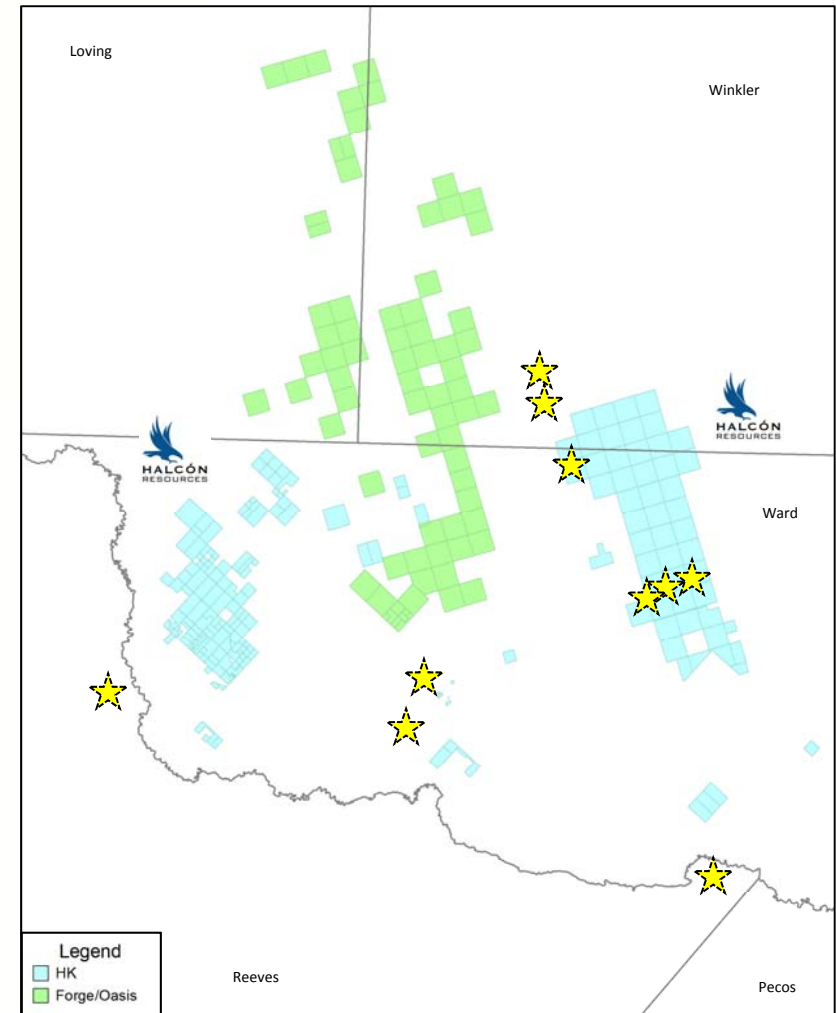 Loving
Winkler
HALCÓN
RESOURCES
HALCÓN
RESOURCES
Ward
Legend
HK
Forge/Oasis
Reeves
Pecos